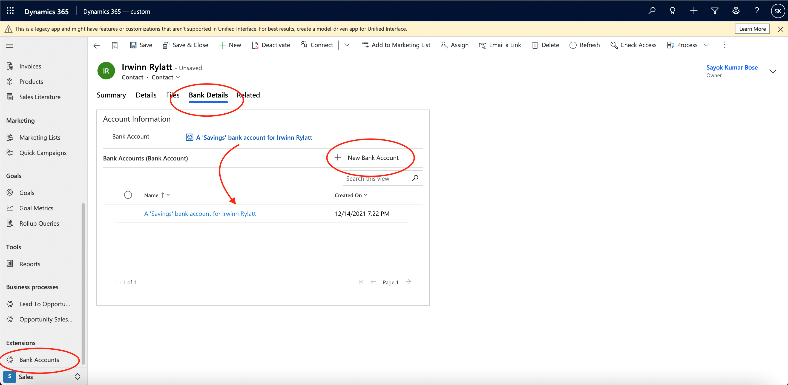 Dynamics 365 Dynamics 365 — custom SK
This is a legacy app and might have features or customizations that aren't supported in Unified Interface. For best results, create a model-driven app for Unified Interface. Learn More
Save Save & Close New Deactivate Connect Add to Marketing List Assign Email a Link Delete Refresh Check Access Process
IR Irwinn Rylatt - Unsaved
Contact · Contact
Sayok Kumar Bose
Owner
Summary Details Files Bank Details Related
Account Information
Bank Account A 'Savings' bank account for Irwinn Rylatt
Bank Accounts (Bank Account) + New Bank Account
Search this view
Name ↑ Created On
A 'Savings' bank account for Irwinn Rylatt 12/14/2021 7:22 PM
1 of 1 Page 1
Invoices
Products
Sales Literature
Marketing
Marketing Lists
Quick Campaigns
Goals
Goals
Goal Metrics
Rollup Queries
Tools
Reports
Business processes
Lead To Opportu...
Opportunity Sales...
Extensions
Bank Accounts
S Sales